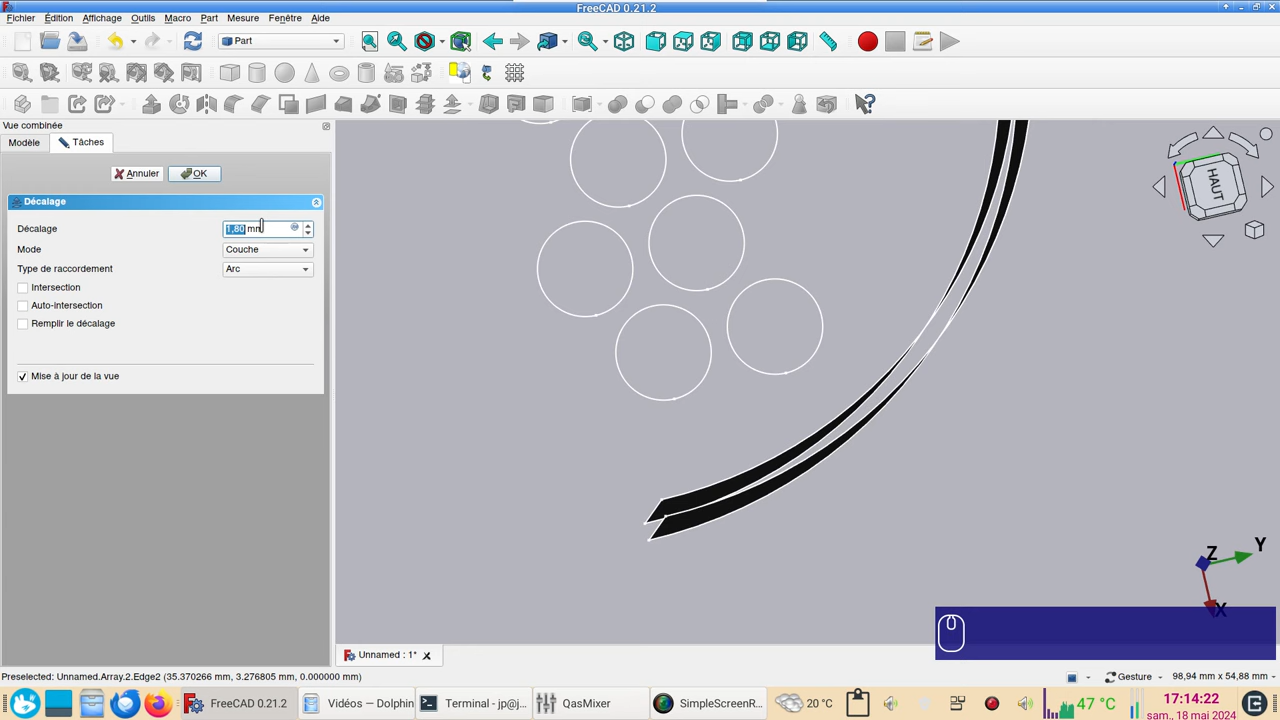 FreeCAD 0.21.2
Fichier Édition Affichage Outils Macro Part Mesure Fenêtre Aide
Part
Vue combinée
Modèle Tâches
Annuler OK
Décalage
Décalage 1,80 mm
Mode Couche
Type de raccordement Arc
Intersection
Auto-intersection
Remplir le décalage
Mise à jour de la vue
HAUT
Z Y
X
Unnamed : 1*
Preselected: Unnamed.Array.2.Edge2 (35.370266 mm, 3.276805 mm, 0.000000 mm) Gesture 98,94 mm x 54,88 mm
FreeCAD 0.21.2 Vidéos — Dolphin Terminal - jp@j... QasMixer SimpleScreenR... 20 °C 47 °C 17:14:22
sam., 18 mai 2024